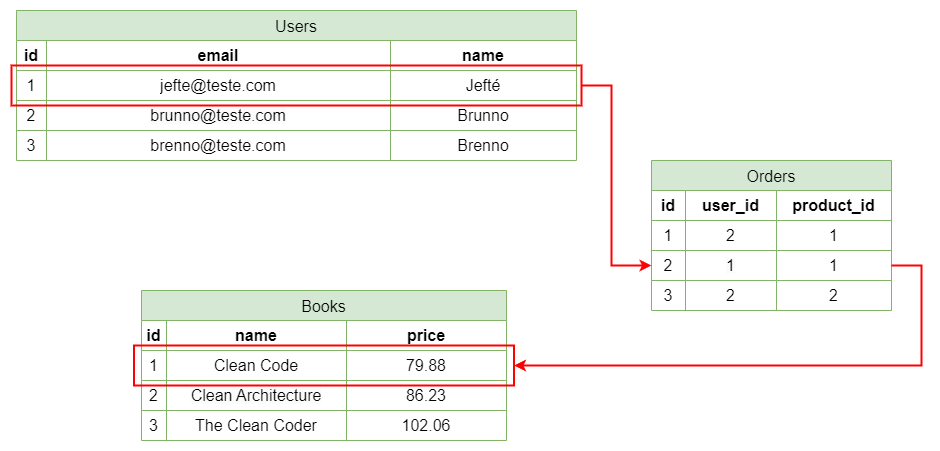 Users
id email name
1 jefte@teste.com Jefté
2 brunno@teste.com Brunno
3 brenno@teste.com Brenno
Orders
id user_id product_id
1 2 1
2 1 1
3 2 2
Books
id name price
1 Clean Code 79.88
2 Clean Architecture 86.23
3 The Clean Coder 102.06